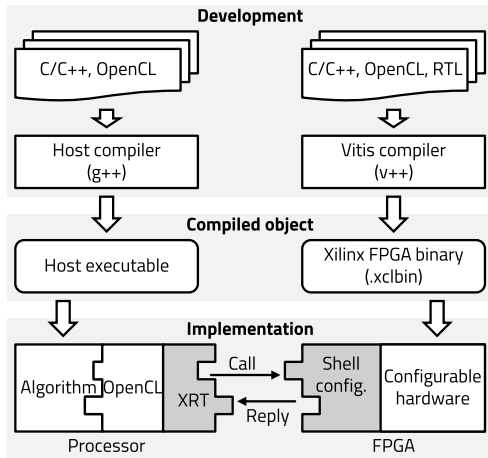 Development
C/C++, OpenCL
C/C++, OpenCL, RTL
Host compiler
(g++)
Vitis compiler
(v++)
Compiled object
Host executable
Xilinx FPGA binary
(.xclbin)
Implementation
Algorithm
OpenCL
XRT
Call
Reply
Shell
config.
Configurable
hardware
Processor
FPGA